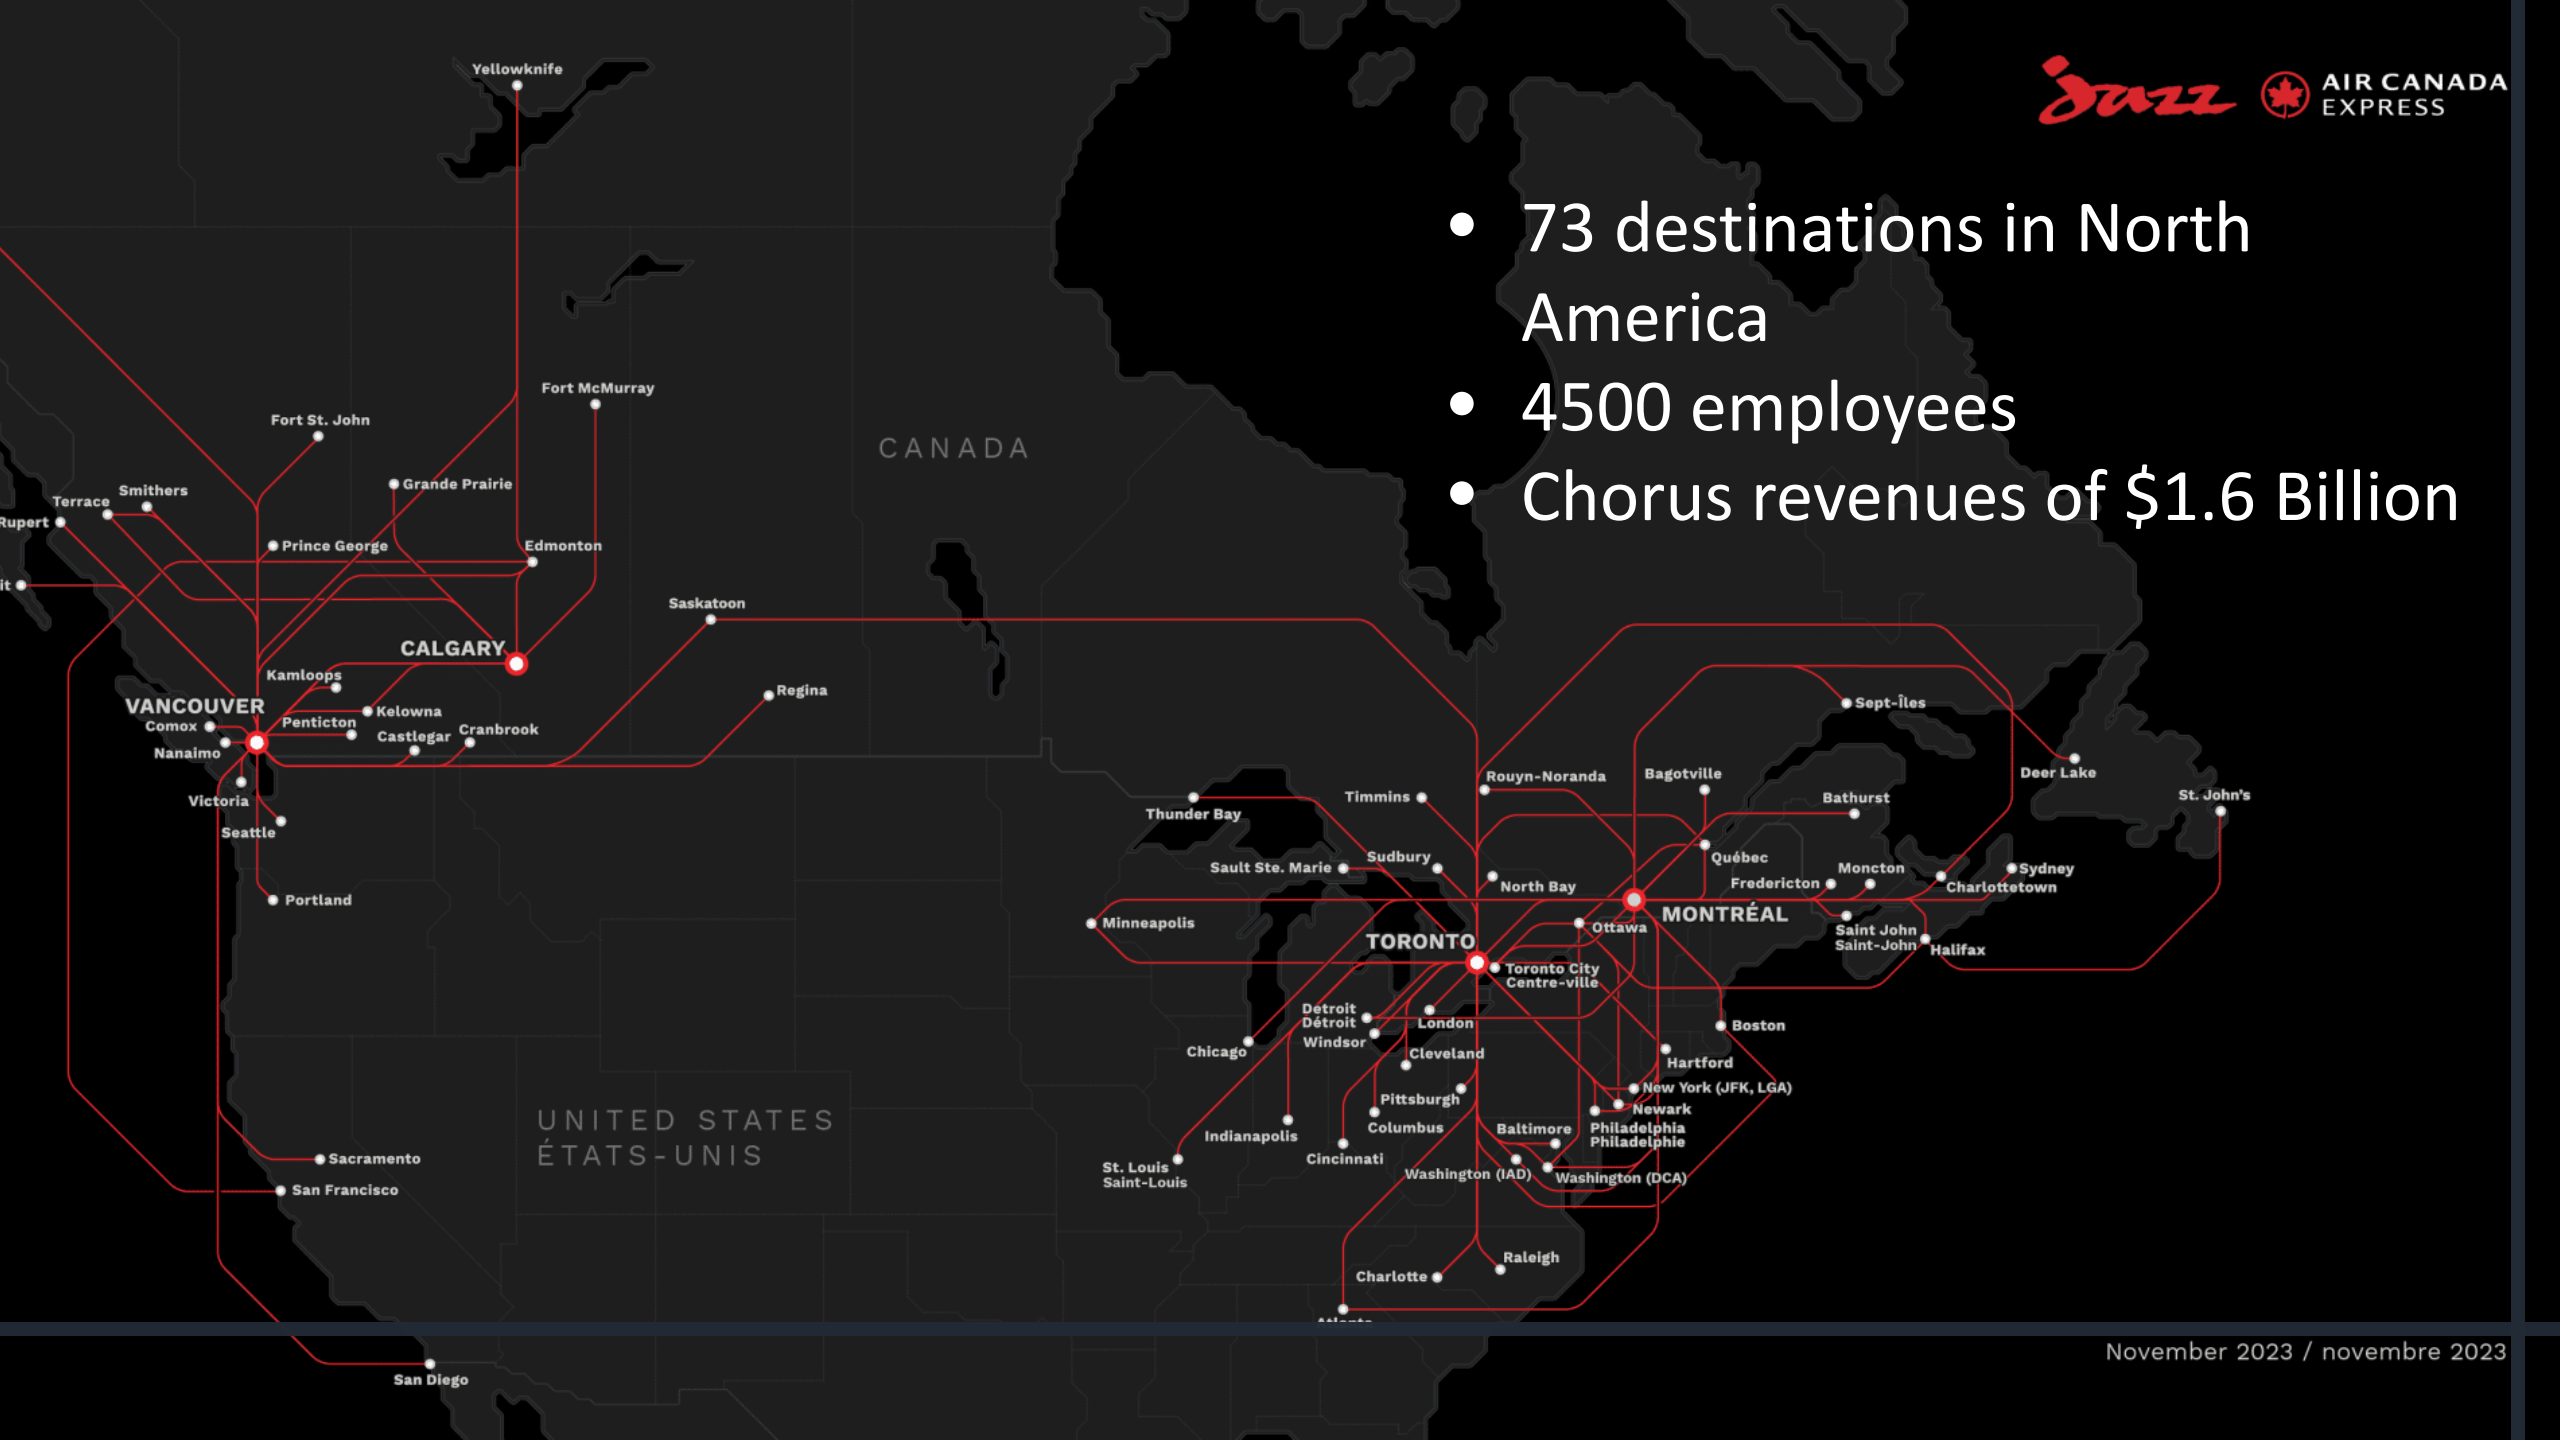 jazz
AIR CANADA
EXPRESS
• 73 destinations in North
America
• 4500 employees
• Chorus revenues of $1.6 Billion
Yellowknife
Fort McMurray
Fort St. John
CANADA
Grande Prairie
Smithers
Terrace
Rupert
Prince George
Edmonton
it
Saskatoon
CALGARY
Kamloops
Regina
VANCOUVER
Comox
Penticton
Kelowna
Castlegar
Cranbrook
Nanaimo
Victoria
Seattle
Portland
Sept-Îles
Deer Lake
St. John's
Rouyn-Noranda
Bagotville
Timmins
Bathurst
Thunder Bay
Sudbury
Québec
Sault Ste. Marie
Moncton
Sydney
North Bay
Fredericton
Charlottetown
MONTRÉAL
Minneapolis
Ottawa
TORONTO
Saint John
Saint-John
Halifax
Toronto City
Centre-ville
Detroit
Détroit
London
Boston
Windsor
Chicago
Cleveland
Hartford
New York (JFK, LGA)
Pittsburgh
Newark
UNITED STATES
ÉTATS-UNIS
Columbus
Baltimore
Philadelphia
Philadelphie
Indianapolis
Cincinnati
St. Louis
Saint-Louis
Washington (IAD)
Washington (DCA)
Sacramento
San Francisco
Raleigh
Charlotte
Atlanta
San Diego
November 2023 / novembre 2023